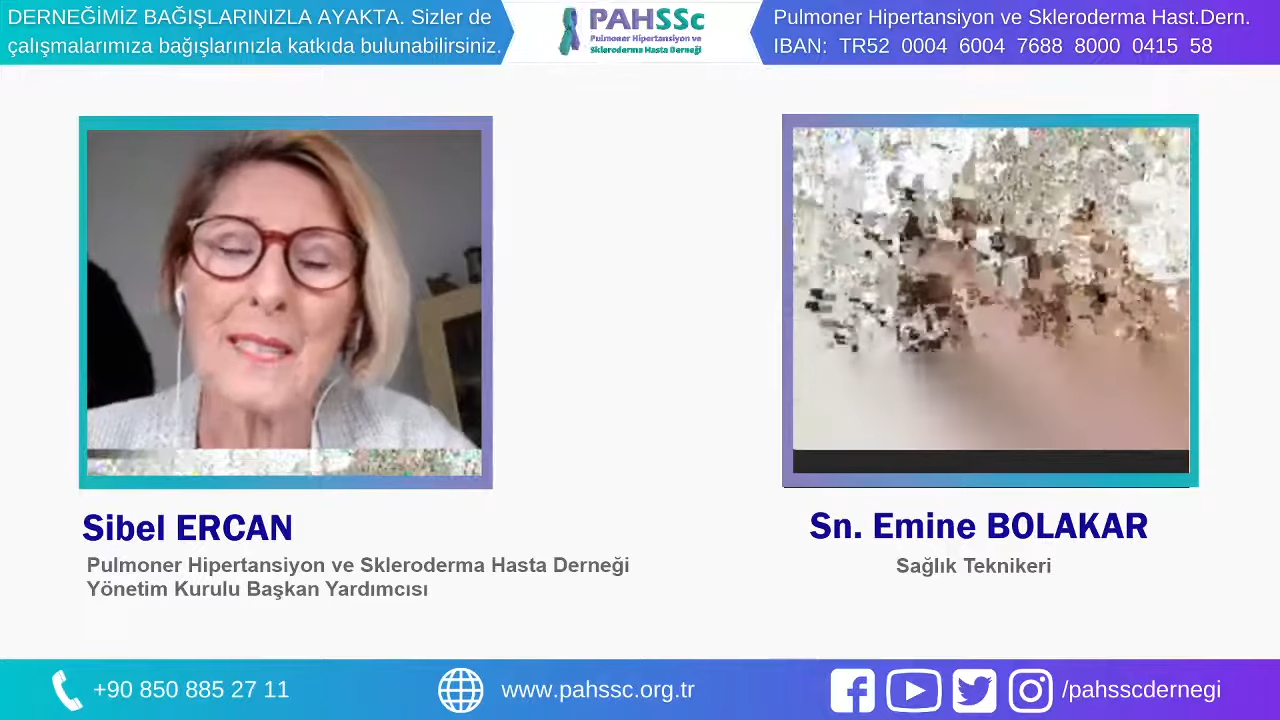 DERNEĞİMİZ BAĞIŞLARINIZLA AYAKTA. Sizler de
çalışmalarımıza bağışlarınızla katkıda bulunabilirsiniz.
PAHSSc
Pulmoner Hipertansiyon ve
Skleroderma Hasta Derneği
Pulmoner Hipertansiyon ve Skleroderma Hast.Dern.
IBAN: TR52 0004 6004 7688 8000 0415 58
Sibel ERCAN
Pulmoner Hipertansiyon ve Skleroderma Hasta Derneği
Yönetim Kurulu Başkan Yardımcısı
Sn. Emine BOLAKAR
Sağlık Teknikeri
+90 850 885 27 11
www.pahssc.org.tr
/pahsscdernegi